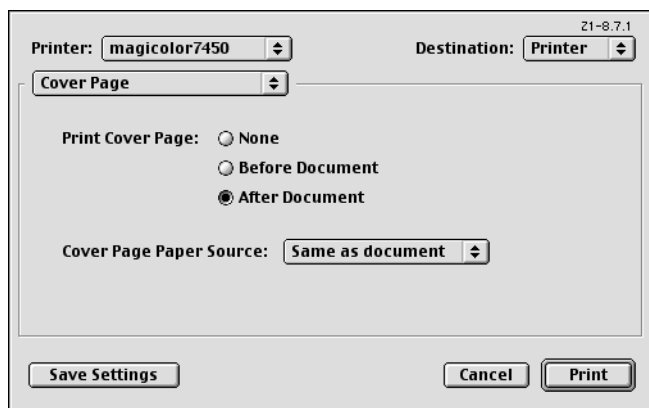 Z1-8.7.1
Printer: magicolor7450 Destination: Printer
Cover Page
Print Cover Page: None
Before Document
After Document
Cover Page Paper Source: Same as document
Save Settings Cancel Print